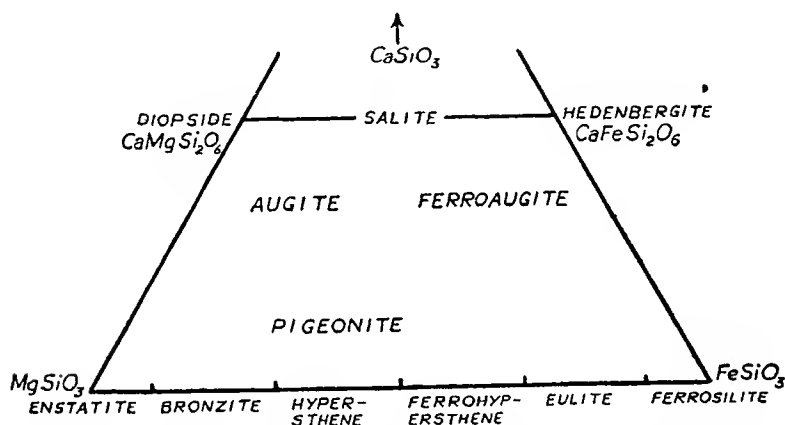 CaSiO₃
DIOPSIDE SALITE HEDENBERGITE
CaMgSi₂O₆ CaFeSi₂O₆
AUGITE FERROAUGITE
PIGEONITE
MgSiO₃ FeSiO₃
ENSTATITE BRONZITE HYPER- FERROHYP- EULITE FERROSILITE
STHENE ERSTHENE